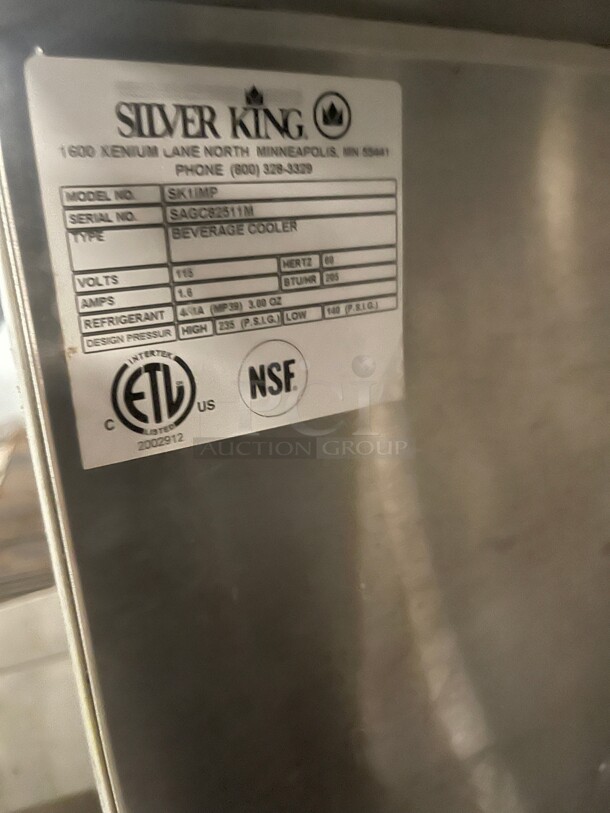 SILVER KING
1600 XENIUM LANE NORTH MINNEAPOLIS, MN 55441
PHONE (800) 328-3329
MODEL NO. SK1IMP
SERIAL NO. SAGC82511M
TYPE BEVERAGE COOLER
VOLTS 115 HERTZ 60
AMPS 1.6 BTU/HR 205
REFRIGERANT (MP39) 3.00 OZ
DESIGN PRESSUR HIGH 235 (P.S.I.G.) LOW 140 (P.S.I.G.)
INTERTEK
C ETL US
LISTED
2002912
NSF.
PCI
AUCTION GROUP